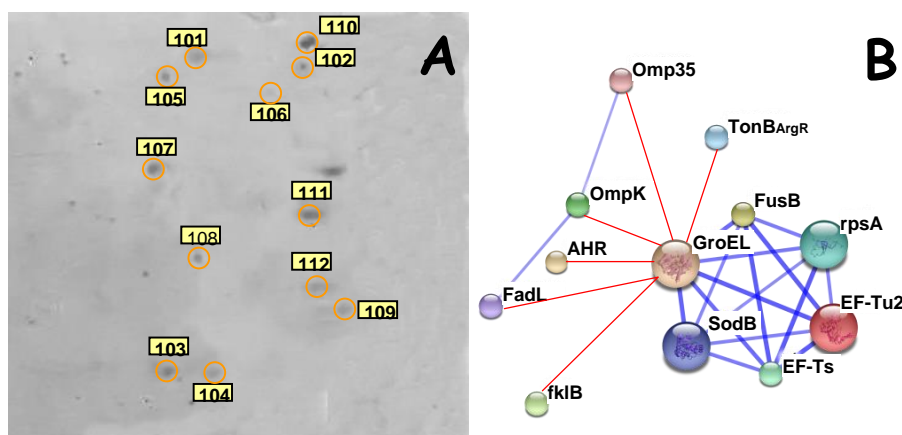 A
101
110
102
105
106
107
111
108
112
109
103
104
B
Omp35
TonBArgR
OmpK
FusB
rpsA
GroEL
AHR
FadL
EF-Tu2
SodB
EF-Ts
fklB